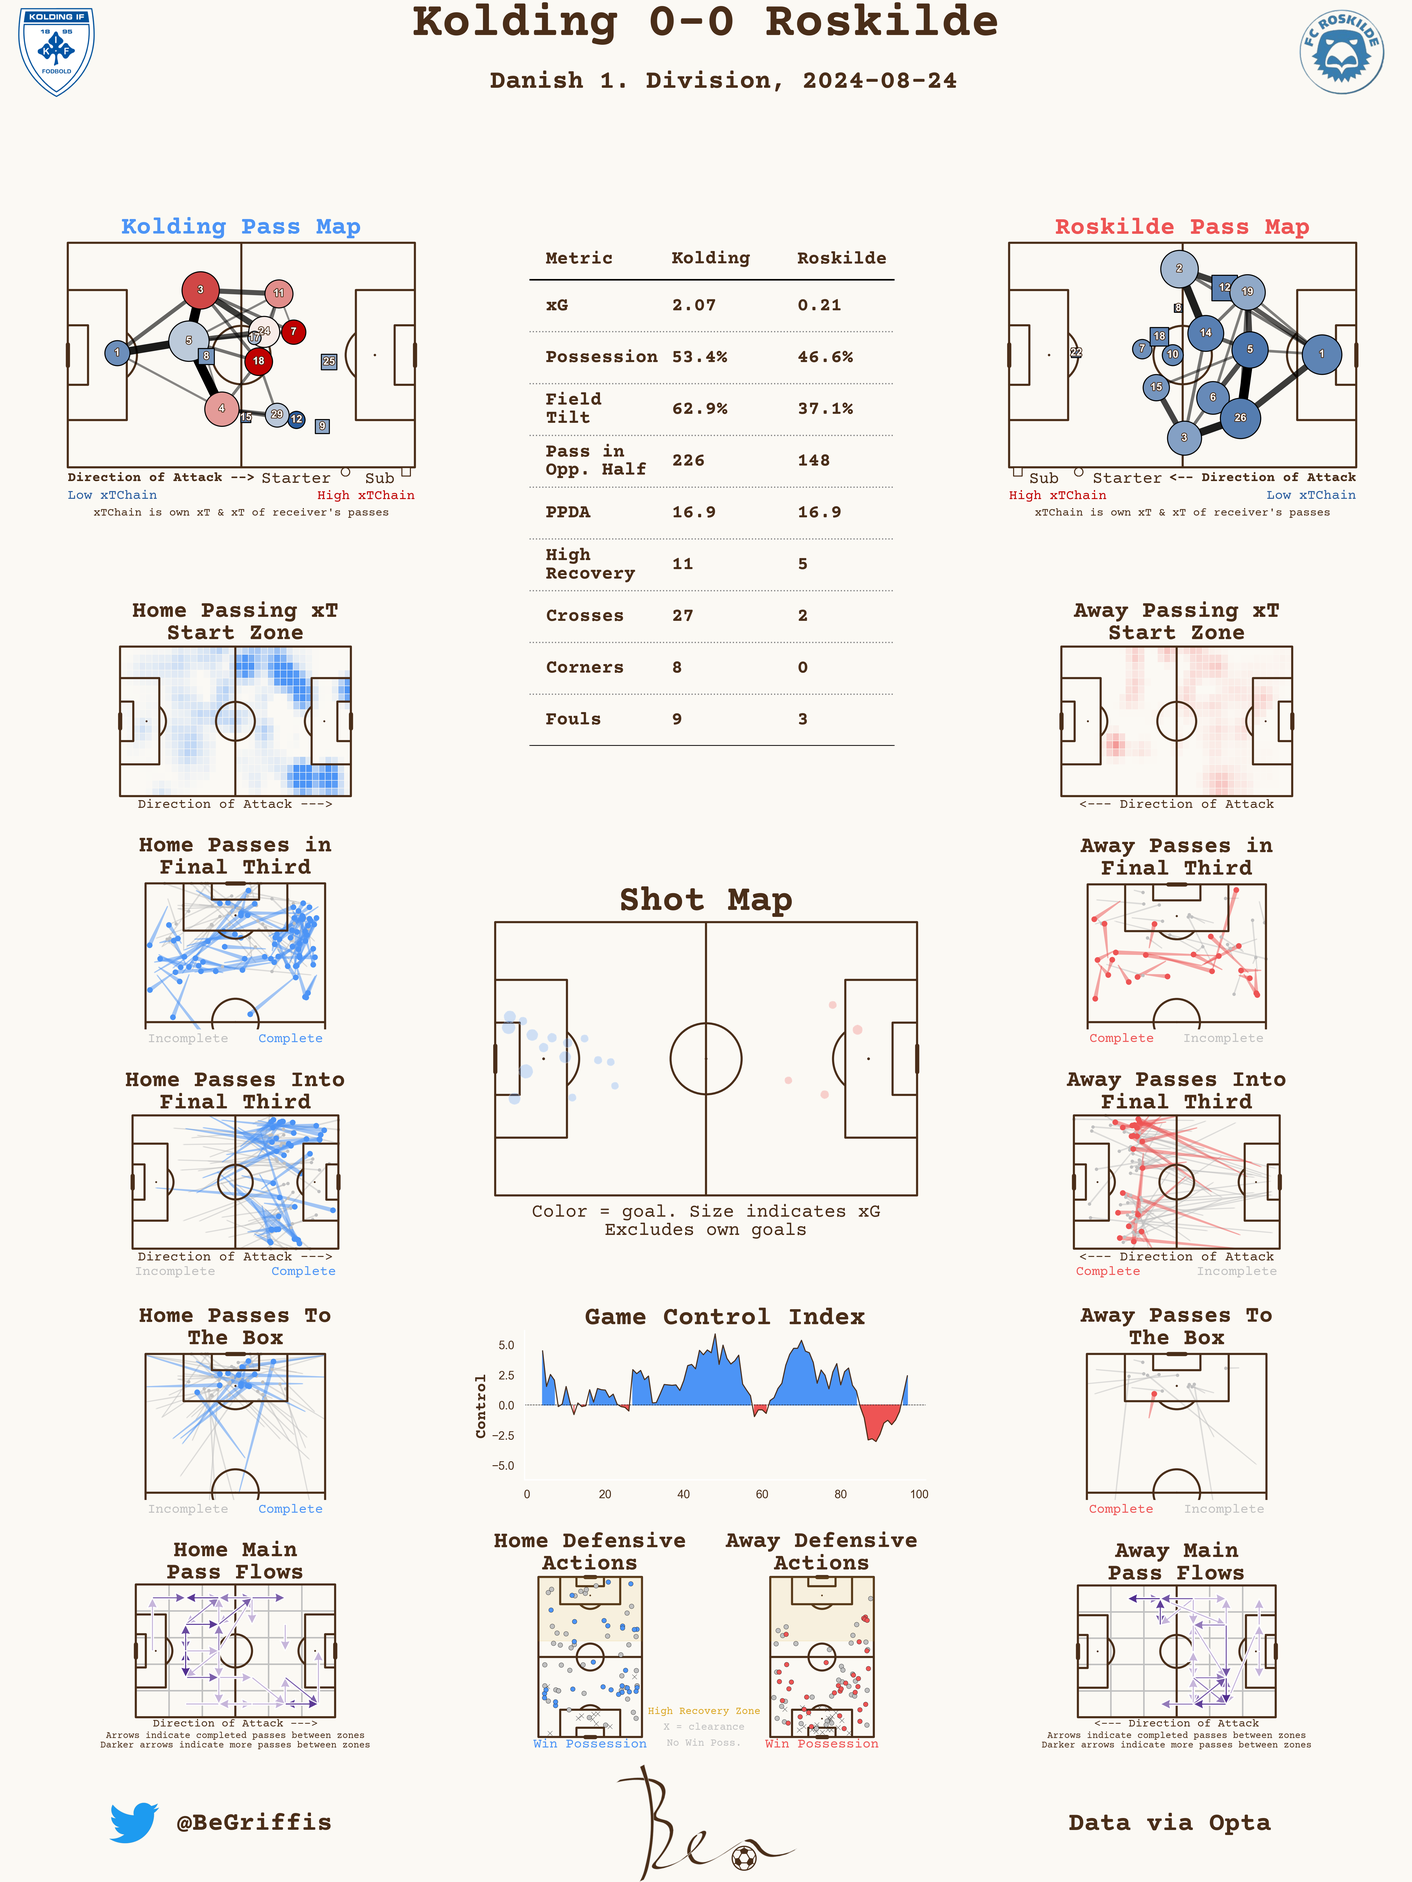 Kolding 0-0 Roskilde
Danish 1. Division, 2024-08-24
KOLDING IF
18 95
K I F
FODBOLD
FC ROSKILDE
Kolding Pass Map
3
11
24
7
17
5
1
8
18
25
4
15
29
12
9
Direction of Attack --> Starter Sub
Low xTChain High xTChain
xTChain is own xT & xT of receiver's passes
Metric Kolding Roskilde
xG 2.07 0.21
Possession 53.4% 46.6%
Field
Tilt 62.9% 37.1%
Pass in
Opp. Half 226 148
PPDA 16.9 16.9
High
Recovery 11 5
Crosses 27 2
Corners 8 0
Fouls 9 3
Roskilde Pass Map
2
12
19
8
14
18
7
10
5
1
22
15
6
26
3
Sub Starter <-- Direction of Attack
High xTChain Low xTChain
xTChain is own xT & xT of receiver's passes
Home Passing xT
Start Zone
Direction of Attack --->
Away Passing xT
Start Zone
<--- Direction of Attack
Home Passes in
Final Third
Incomplete Complete
Away Passes in
Final Third
Complete Incomplete
Shot Map
Color = goal. Size indicates xG
Excludes own goals
Home Passes Into
Final Third
Direction of Attack --->
Incomplete Complete
Away Passes Into
Final Third
<--- Direction of Attack
Complete Incomplete
Home Passes To
The Box
Incomplete Complete
Game Control Index
Control
5.0
2.5
0.0
−2.5
−5.0
0 20 40 60 80 100
Away Passes To
The Box
Complete Incomplete
Home Main
Pass Flows
Direction of Attack --->
Arrows indicate completed passes between zones
Darker arrows indicate more passes between zones
Home Defensive
Actions
Win Possession
High Recovery Zone
X = clearance
No Win Poss.
Away Defensive
Actions
Win Possession
Away Main
Pass Flows
<--- Direction of Attack
Arrows indicate completed passes between zones
Darker arrows indicate more passes between zones
@BeGriffis
Ben
Data via Opta